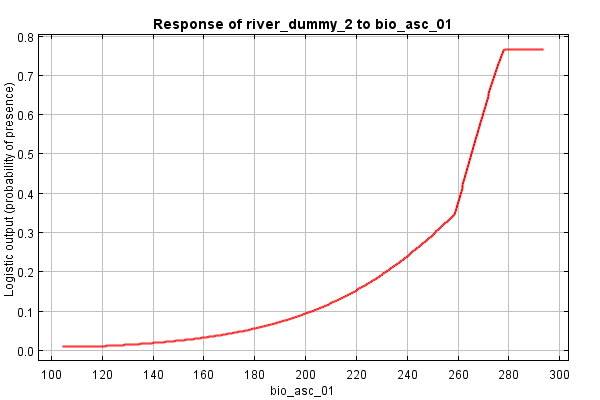 Response of river_dummy_2 to bio_asc_01
Logistic output (probability of presence)
0.8
0.7
0.6
0.5
0.4
0.3
0.2
0.1
0.0
100 120 140 160 180 200 220 240 260 280 300
bio_asc_01